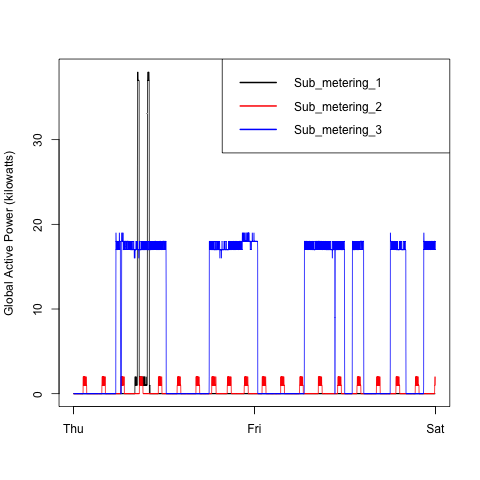 Sub_metering_1
Sub_metering_2
Sub_metering_3
Global Active Power (kilowatts)
30
20
10
0
Thu Fri Sat